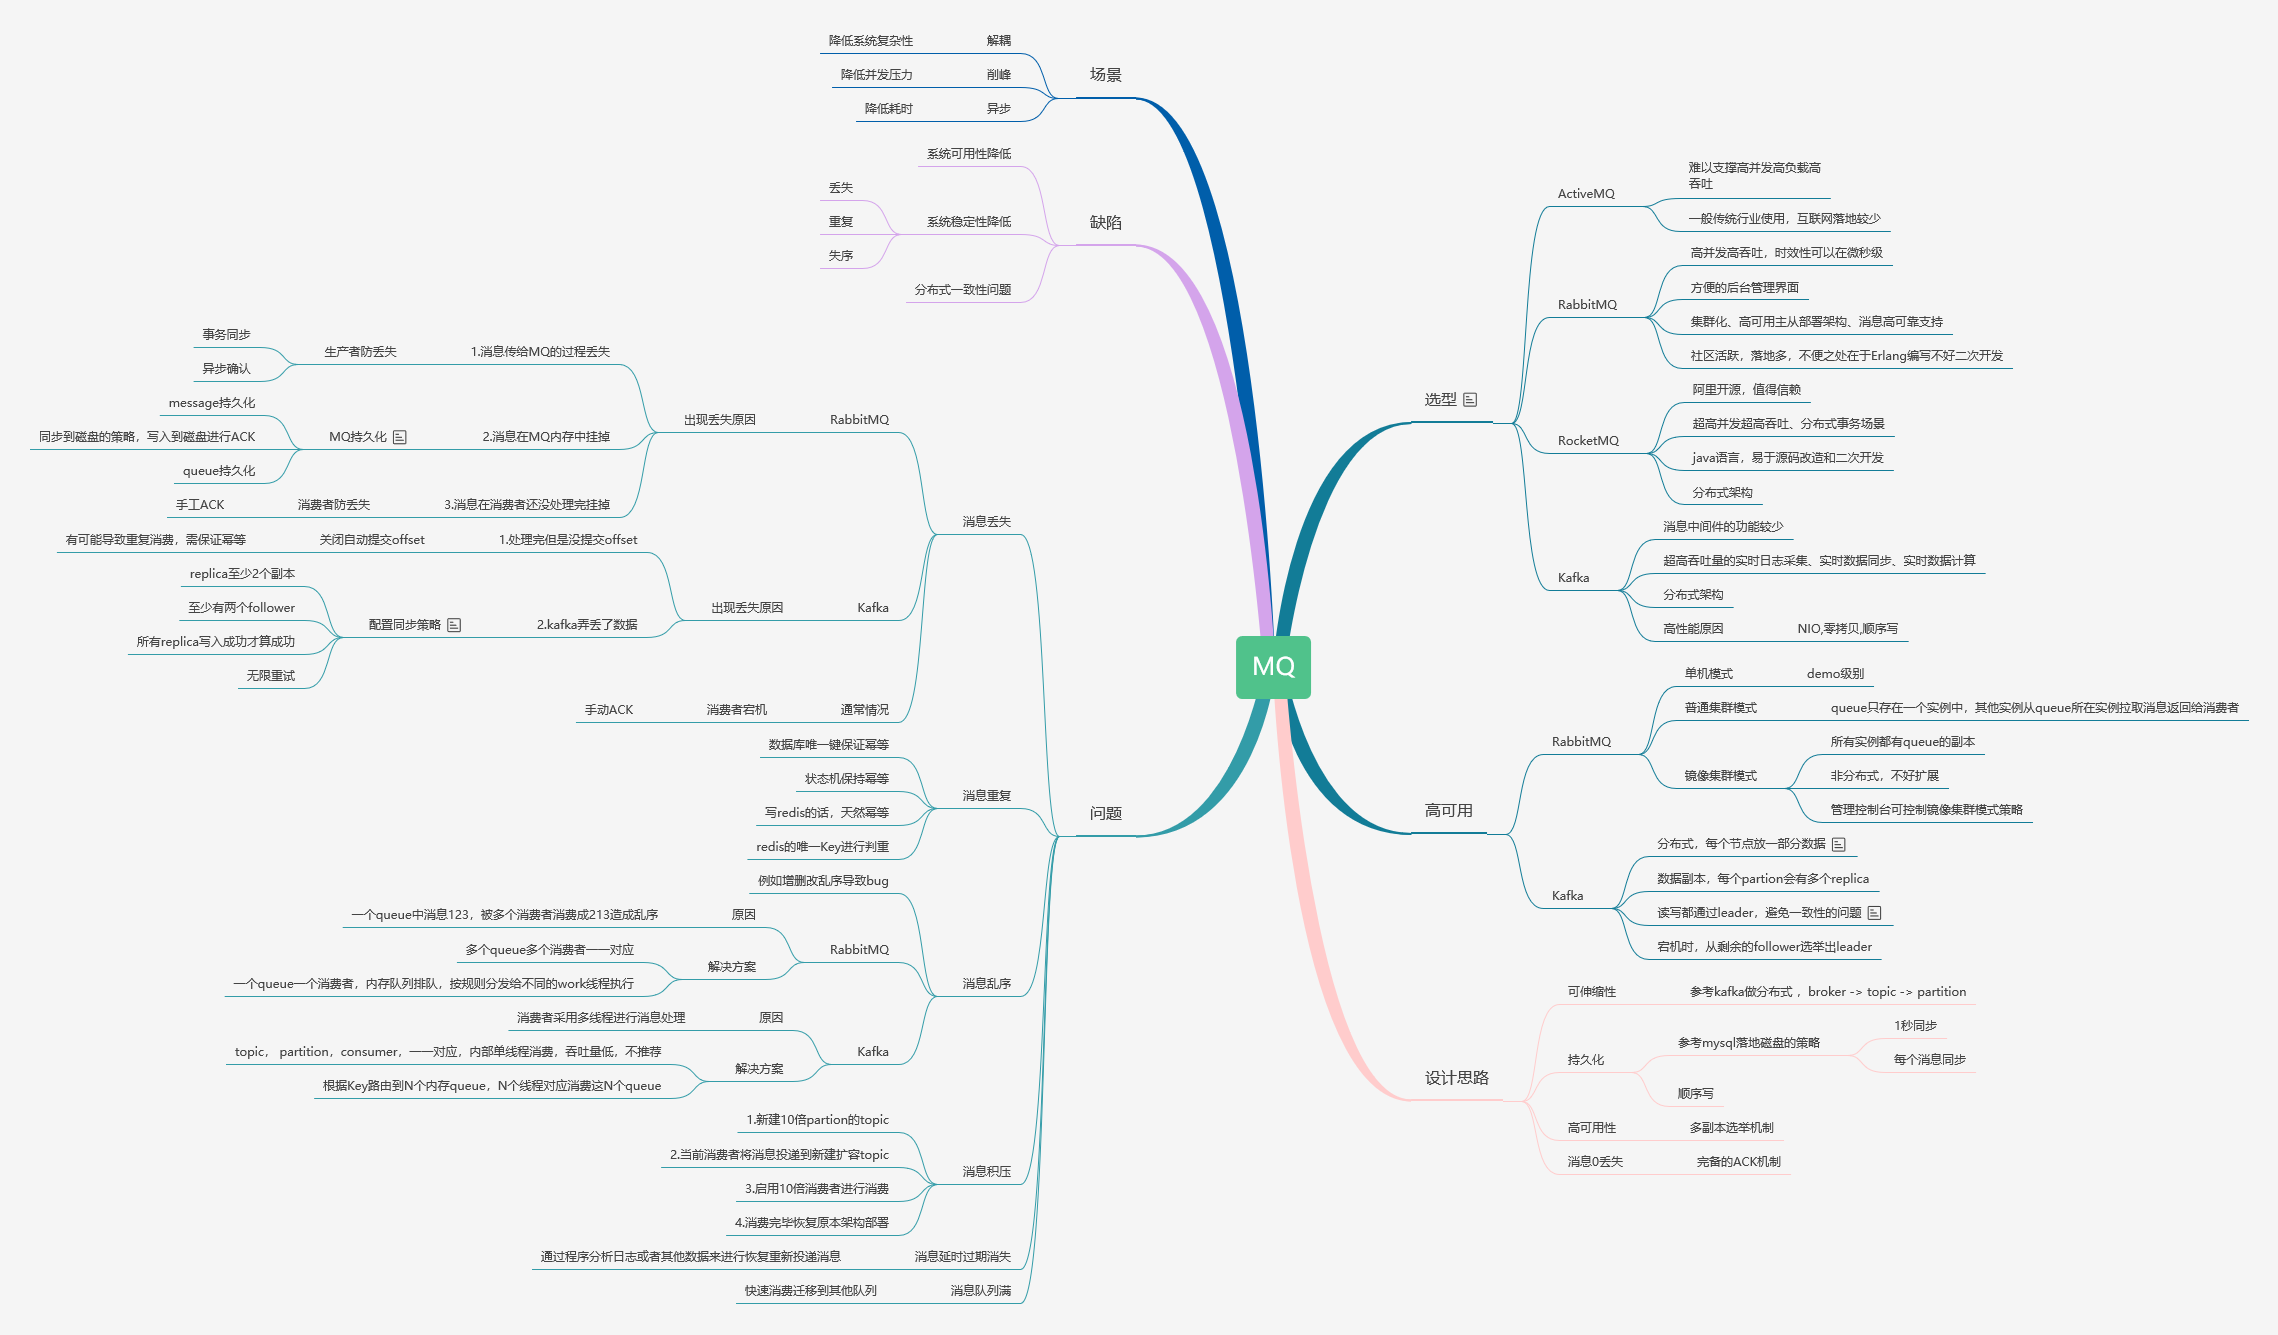 MQ
场景
解耦
降低系统复杂性
削峰
降低并发压力
异步
降低耗时
缺陷
系统可用性降低
系统稳定性降低
丢失
重复
失序
分布式一致性问题
问题
消息丢失
RabbitMQ
出现丢失原因
1.消息传给MQ的过程丢失
生产者防丢失
事务同步
异步确认
2.消息在MQ内存中挂掉
MQ持久化
message持久化
同步到磁盘的策略，写入到磁盘进行ACK
queue持久化
3.消息在消费者还没处理完挂掉
消费者防丢失
手工ACK
Kafka
出现丢失原因
1.处理完但是没提交offset
关闭自动提交offset
有可能导致重复消费，需保证幂等
2.kafka弄丢了数据
配置同步策略
replica至少2个副本
至少有两个follower
所有replica写入成功才算成功
无限重试
通常情况
消费者宕机
手动ACK
消息重复
数据库唯一键保证幂等
状态机保持幂等
写redis的话，天然幂等
redis的唯一Key进行判重
消息乱序
例如增删改乱序导致bug
RabbitMQ
原因
一个queue中消息123，被多个消费者消费成213造成乱序
解决方案
多个queue多个消费者一一对应
一个queue一个消费者，内存队列排队，按规则分发给不同的work线程执行
Kafka
原因
消费者采用多线程进行消息处理
解决方案
topic， partition，consumer，一一对应，内部单线程消费，吞吐量低，不推荐
根据Key路由到N个内存queue，N个线程对应消费这N个queue
消息积压
1.新建10倍partion的topic
2.当前消费者将消息投递到新建扩容topic
3.启用10倍消费者进行消费
4.消费完毕恢复原本架构部署
消息延时过期消失
通过程序分析日志或者其他数据来进行恢复重新投递消息
消息队列满
快速消费迁移到其他队列
选型
ActiveMQ
难以支撑高并发高负载高
吞吐
一般传统行业使用，互联网落地较少
RabbitMQ
高并发高吞吐，时效性可以在微秒级
方便的后台管理界面
集群化、高可用主从部署架构、消息高可靠支持
社区活跃，落地多，不便之处在于Erlang编写不好二次开发
RocketMQ
阿里开源，值得信赖
超高并发超高吞吐、分布式事务场景
java语言，易于源码改造和二次开发
分布式架构
Kafka
消息中间件的功能较少
超高吞吐量的实时日志采集、实时数据同步、实时数据计算
分布式架构
高性能原因
NIO,零拷贝,顺序写
高可用
RabbitMQ
单机模式
demo级别
普通集群模式
queue只存在一个实例中，其他实例从queue所在实例拉取消息返回给消费者
镜像集群模式
所有实例都有queue的副本
非分布式，不好扩展
管理控制台可控制镜像集群模式策略
Kafka
分布式，每个节点放一部分数据
数据副本，每个partion会有多个replica
读写都通过leader，避免一致性的问题
宕机时，从剩余的follower选举出leader
设计思路
可伸缩性
参考kafka做分布式 ，broker -> topic -> partition
持久化
参考mysql落地磁盘的策略
1秒同步
每个消息同步
顺序写
高可用性
多副本选举机制
消息0丢失
完备的ACK机制